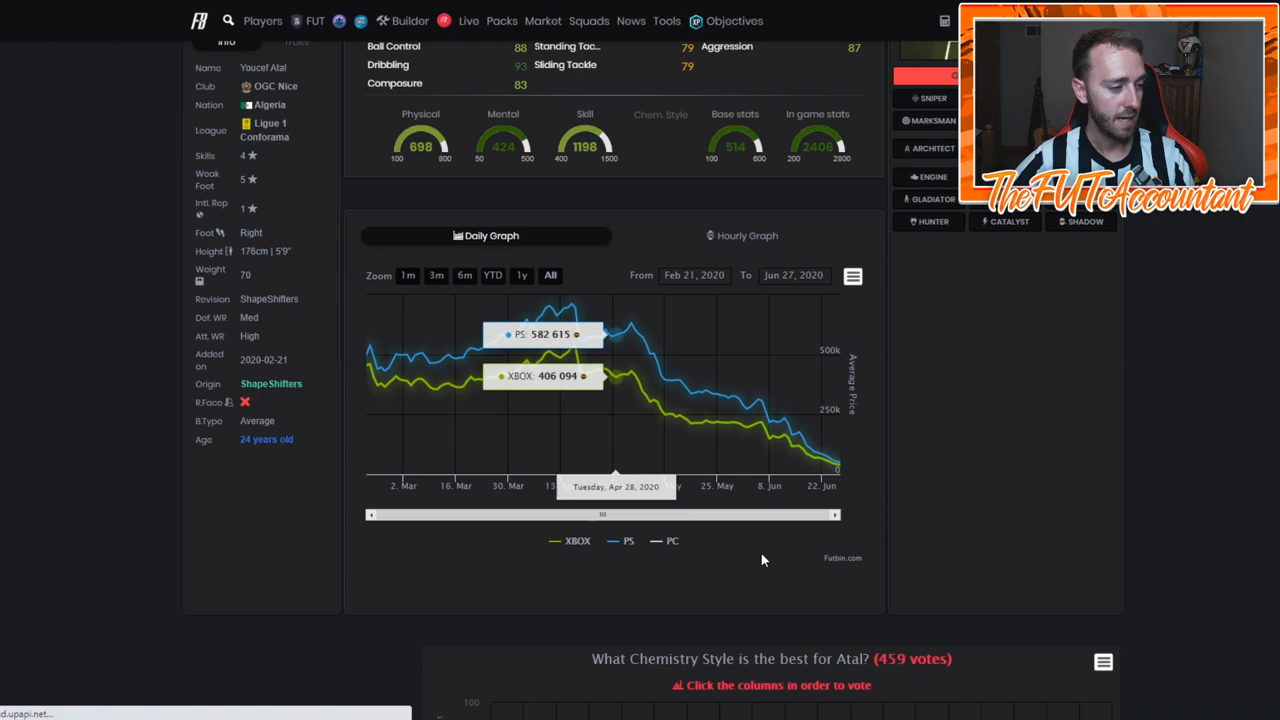 F8 Players FUT Builder Live Packs Market Squads News Tools XP Objectives
Info Traits
Name Youcef Atal
Club OGC Nice
Nation Algeria
League Ligue 1
Conforama
Skills 4★
Weak
Foot 5★
Intl. Rep 1★
Foot Right
Height 176cm | 5'9"
Weight 70
Revision ShapeShifters
Def. WR Med
Att. WR High
Added
on 2020-02-21
Origin ShapeShifters
R.Face
B.Type Average
Age 24 years old
Ball Control 88 Standing Tac... 79 Aggression 87
Dribbling 93 Sliding Tackle 79
Composure 83
Physical Mental Skill Chem. Style Base stats In game stats
698 424 1198 514 2406
100 800 50 500 400 1500 100 600 200 2800
Daily Graph Hourly Graph
Zoom 1m 3m 6m YTD 1y All From Feb 21, 2020 To Jun 27, 2020
PS: 582 615
XBOX: 406 094
500k
250k
0
Average Price
Tuesday, Apr 28, 2020
2. Mar 16. Mar 30. Mar 25. May 8. Jun 22. Jun
XBOX PS PC
Futbin.com
What Chemistry Style is the best for Atal? (459 votes)
Click the columns in order to vote
100
SNIPER
MARKSMAN
ARCHITECT
ENGINE
GLADIATOR
HUNTER CATALYST SHADOW
TheFUTAccountant
d.upapi.net...